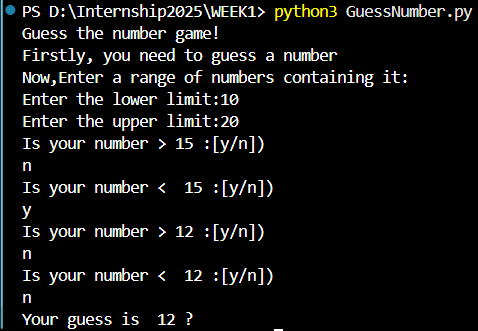 PS D:\Internship2025\WEEK1> python3 GuessNumber.py
Guess the number game!
Firstly, you need to guess a number
Now,Enter a range of numbers containing it:
Enter the lower limit:10
Enter the upper limit:20
Is your number > 15 :[y/n])
n
Is your number <  15 :[y/n])
y
Is your number > 12 :[y/n])
n
Is your number <  12 :[y/n])
n
Your guess is  12 ?